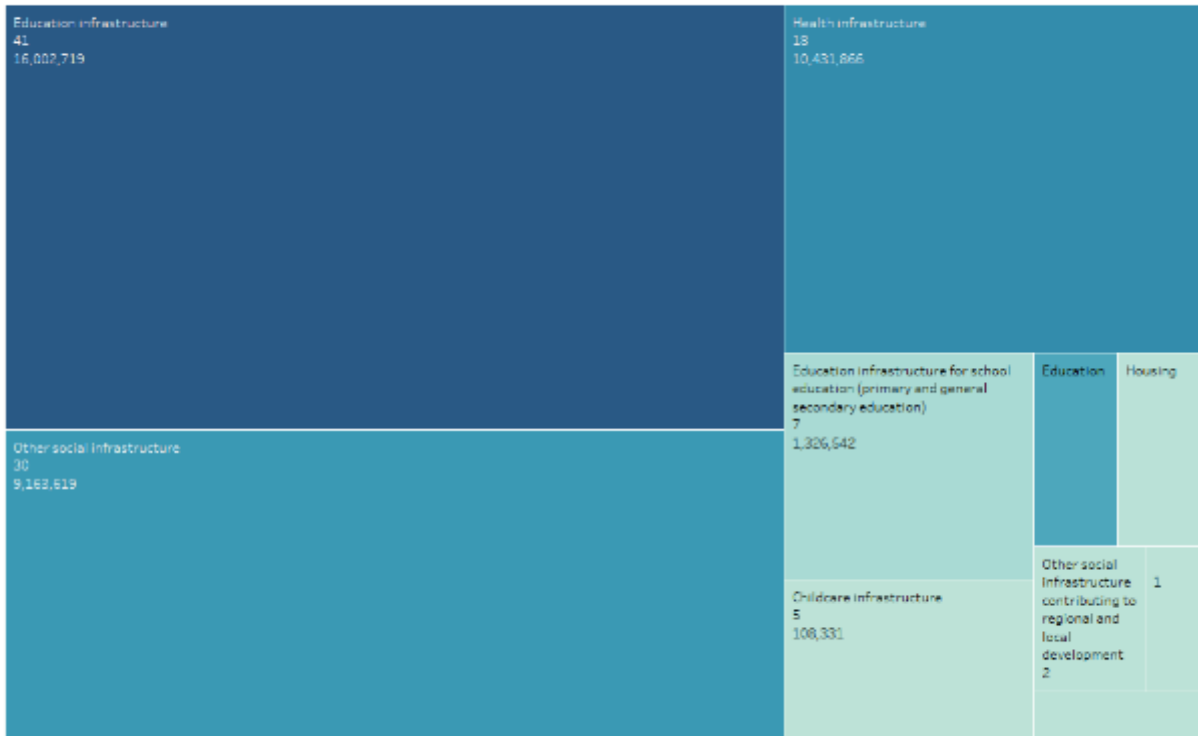 Education infrastructure
41
16,002,719
Health infrastructure
18
10,431,866
Other social infrastructure
30
9,163,619
Education infrastructure for school
education (primary and general
secondary education)
7
1,326,542
Education
Housing
Childcare infrastructure
5
108,331
Other social
Infrastructure
contributing to
regional and
local
development
2
1